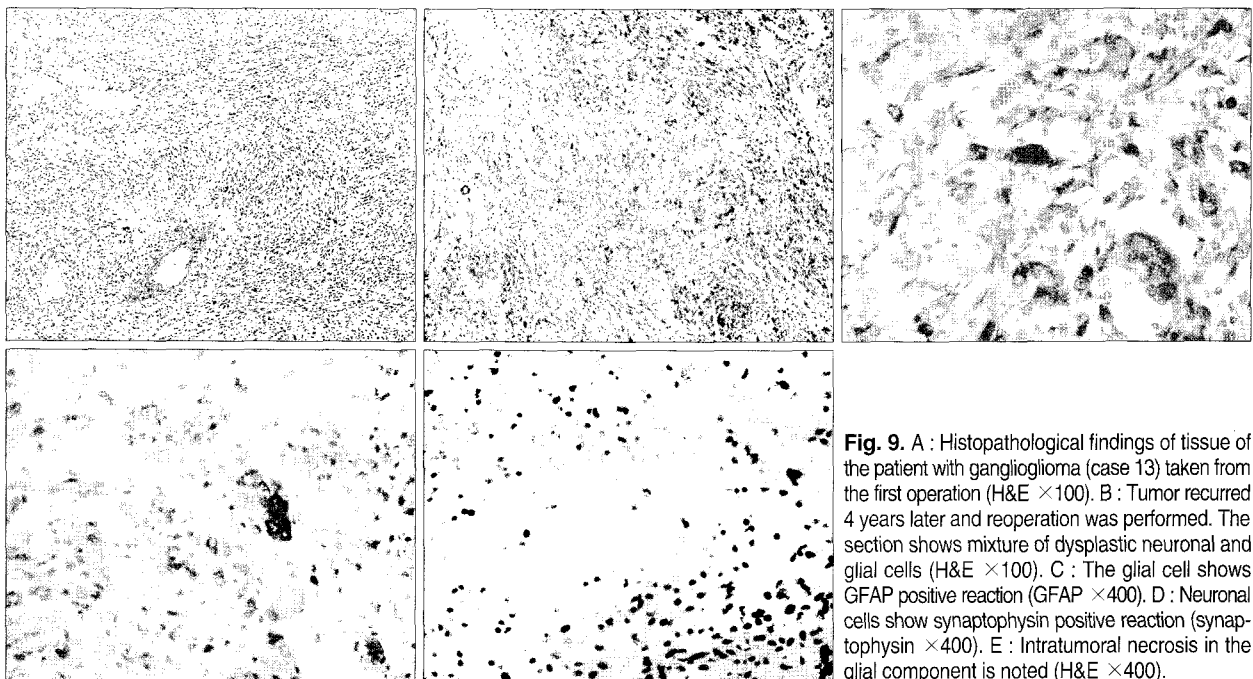 Fig. 9. A : Histopathological findings of tissue of
the patient with ganglioglioma (case 13) taken from
the first operation (H&E ×100). B : Tumor recurred
4 years later and reoperation was performed. The
section shows mixture of dysplastic neuronal and
glial cells (H&E ×100). C : The glial cell shows
GFAP positive reaction (GFAP ×400). D : Neuronal
cells show synaptophysin positive reaction (synap-
tophysin ×400). E : Intratumoral necrosis in the
glial component is noted (H&E ×400).